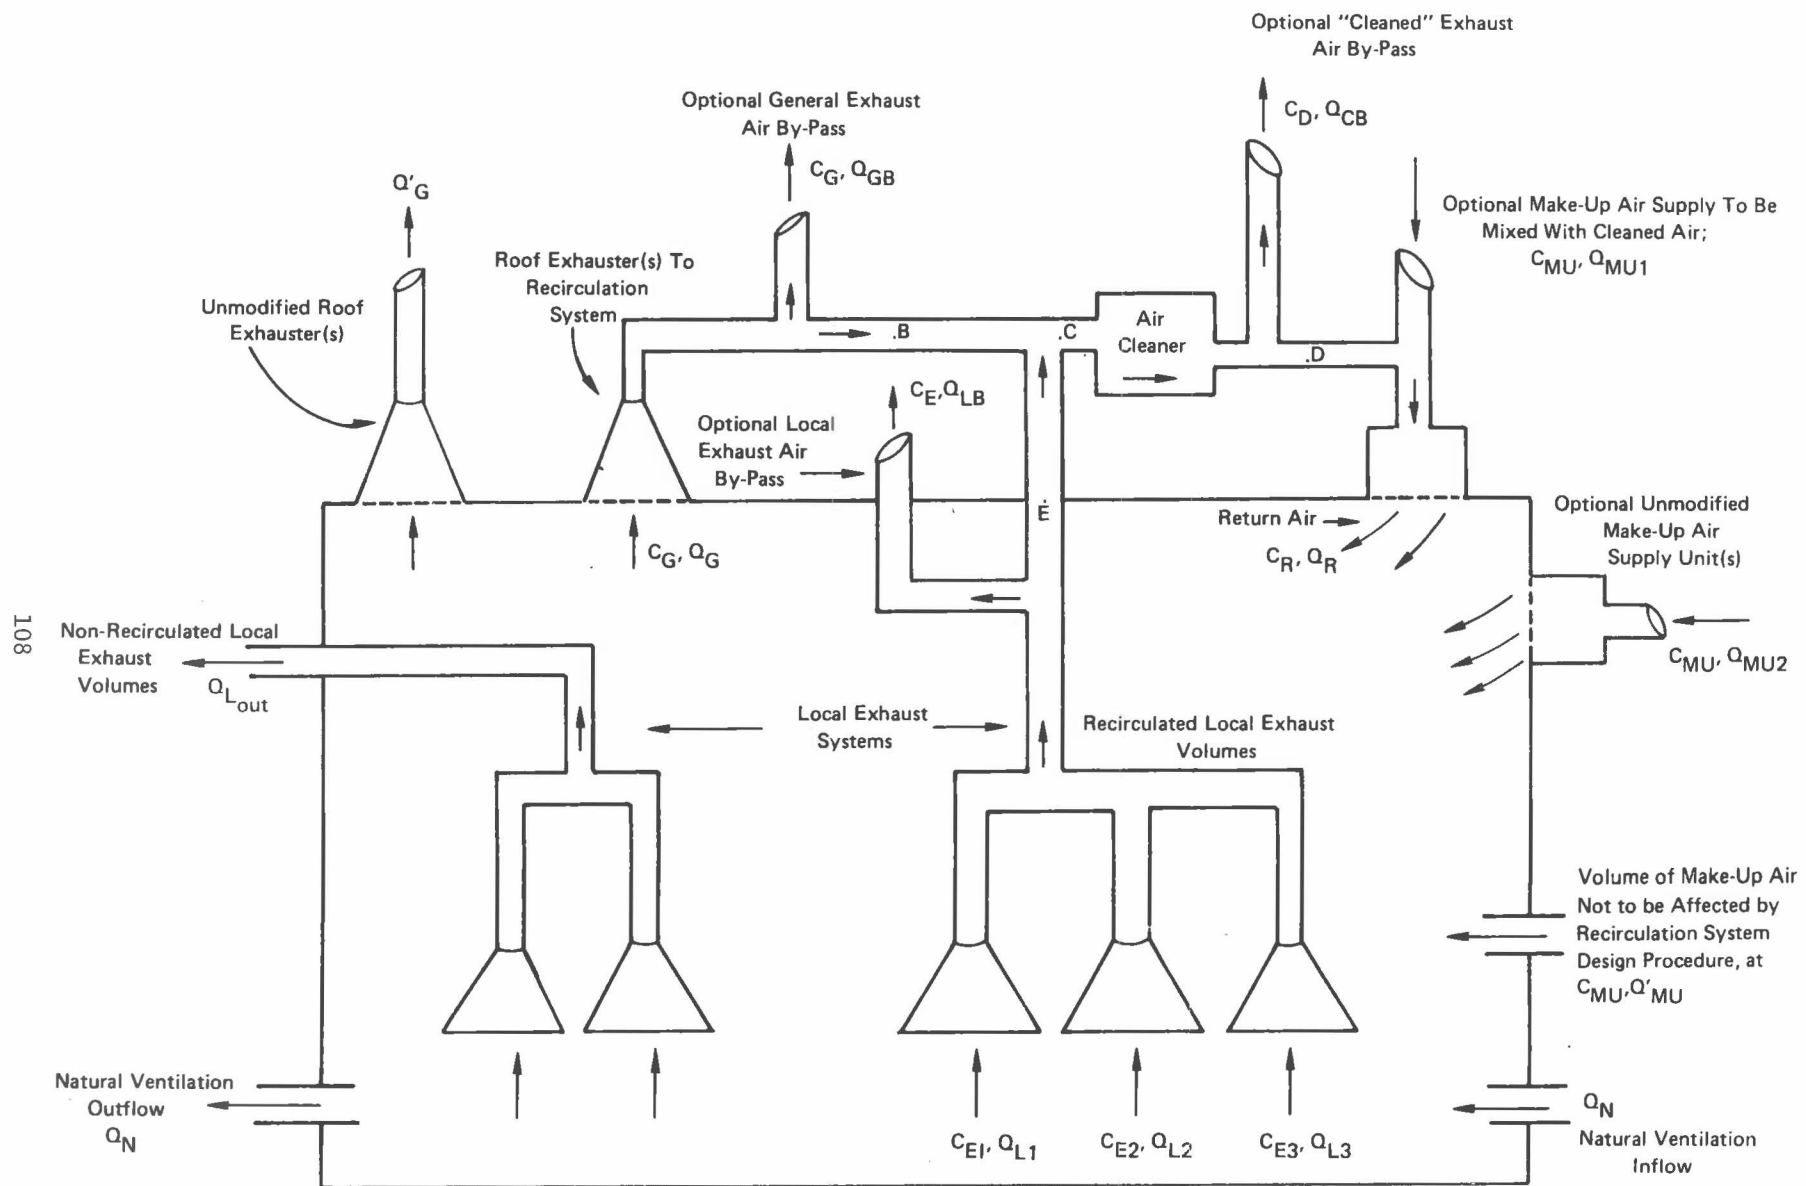 Optional "Cleaned" Exhaust
Air By-Pass
C_D, Q_CB
Optional General Exhaust
Air By-Pass
C_G, Q_GB
Q'_G
Optional Make-Up Air Supply To Be
Mixed With Cleaned Air;
C_MU, Q_MU1
Roof Exhauster(s) To
Recirculation
System
Unmodified Roof
Exhauster(s)
.B
.C
Air
Cleaner
.D
C_E,Q_LB
Optional Local
Exhaust Air
By-Pass
E
Return Air
C_R, Q_R
Optional Unmodified
Make-Up Air
Supply Unit(s)
C_G, Q_G
108
Non-Recirculated Local
Exhaust
Volumes
Q_Lout
C_MU, Q_MU2
Local Exhaust
Systems
Recirculated Local Exhaust
Volumes
Volume of Make-Up Air
Not to be Affected by
Recirculation System
Design Procedure, at
C_MU,Q'_MU
Natural Ventilation
Outflow
Q_N
Q_N
Natural Ventilation
Inflow
C_E1, Q_L1
C_E2, Q_L2
C_E3, Q_L3